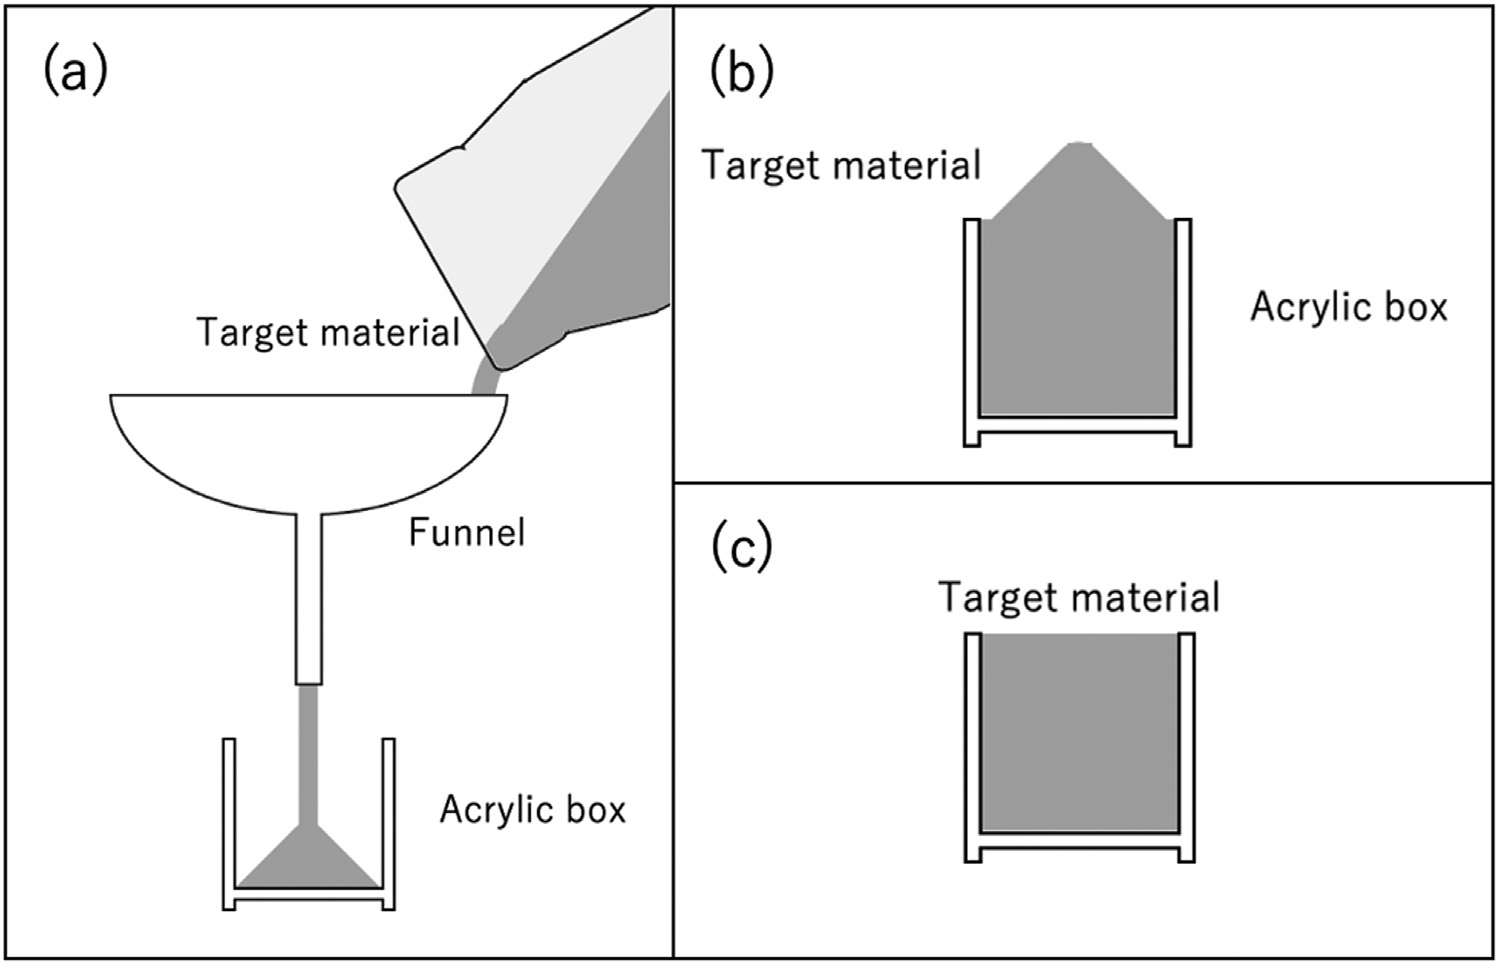 (a)
Target material
Funnel
Acrylic box
(b)
Target material
Acrylic box
(c)
Target material